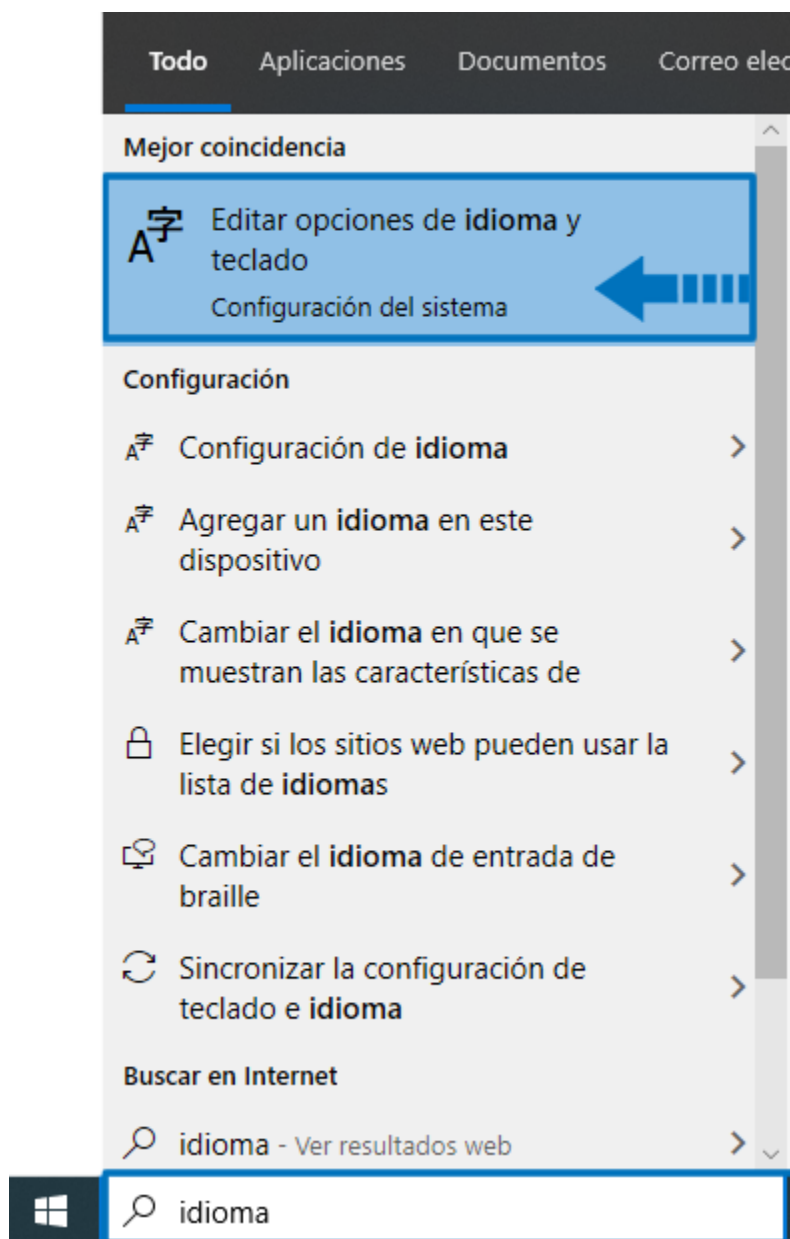 Todo Aplicaciones Documentos Correo elec
Mejor coincidencia
Editar opciones de idioma y
teclado
Configuración del sistema
Configuración
Configuración de idioma
Agregar un idioma en este
dispositivo
Cambiar el idioma en que se
muestran las características de
Elegir si los sitios web pueden usar la
lista de idiomas
Cambiar el idioma de entrada de
braille
Sincronizar la configuración de
teclado e idioma
Buscar en Internet
idioma - Ver resultados web
idioma